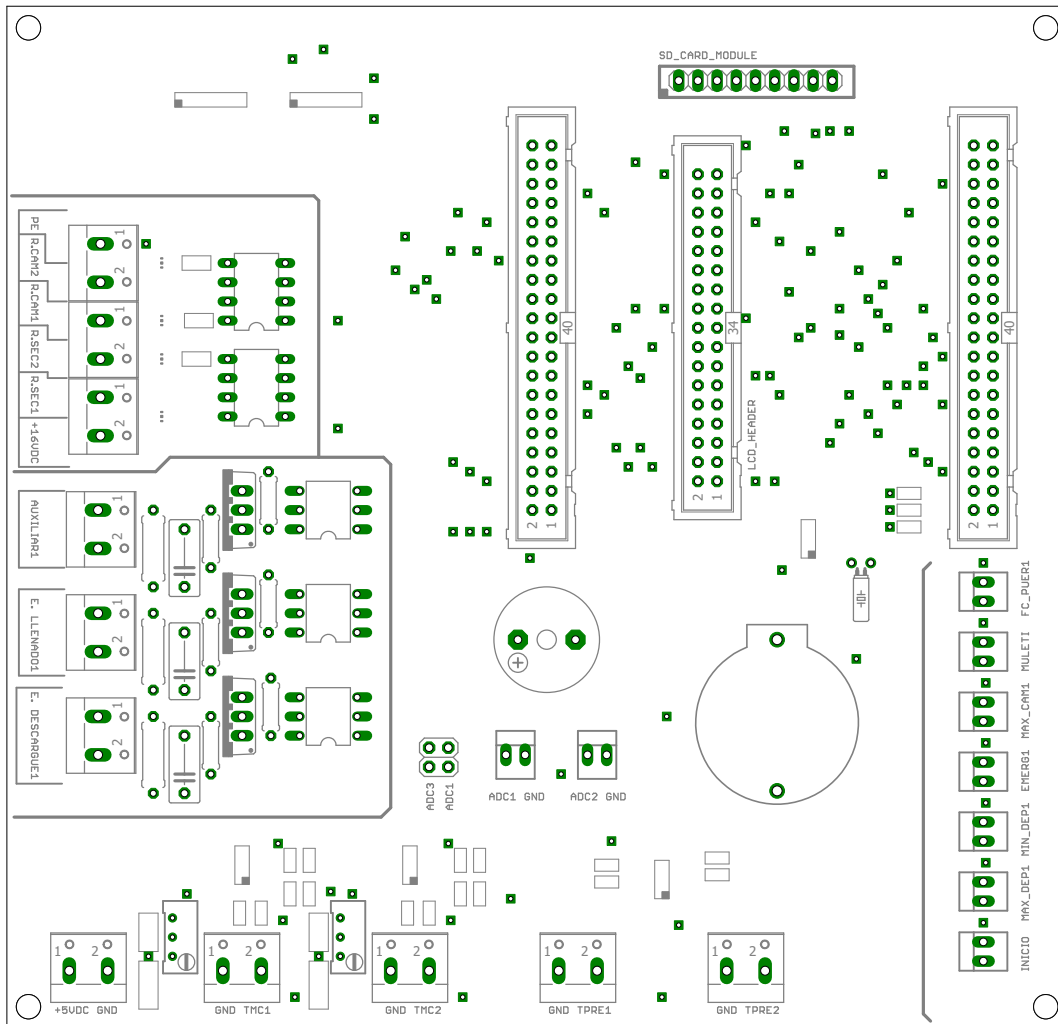 SD_CARD_MODULE
PE R.CAM2 R.CAM1 R.SEC2 R.SEC1 +16VDC
1
2
1
2
1
2
40
2 1
34
2 1
LCD_HEADER
40
2 1
AUXILIAR1
1
2
E. LLENADO1
1
2
E. DESCARGUE1
1
2
FC_PUER1
MULETI
MAX_CAM1
EMERG1
MIN_DEP1
MAX_DEP1
INICIO
ADC3
ADC1
ADC1 GND
ADC2 GND
1 2
1 2
1 2
1 2
1 2
+5VDC GND
GND TMC1
GND TMC2
GND TPRE1
GND TPRE2